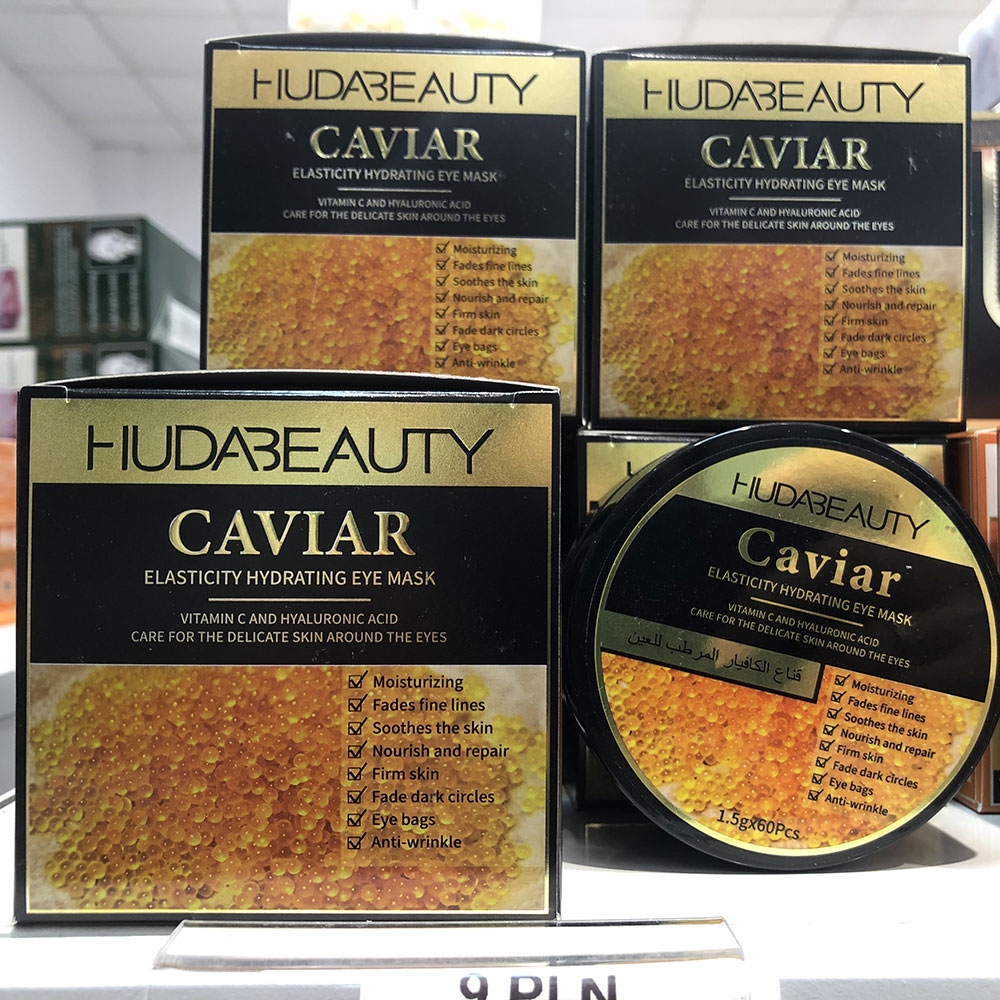 HUDABEAUTY
CAVIAR
ELASTICITY HYDRATING EYE MASK
VITAMIN C AND HYALURONIC ACID
CARE FOR THE DELICATE SKIN AROUND THE EYES
Moisturizing
Fades fine lines
Soothes the skin
Nourish and repair
Firm skin
Fade dark circles
Eye bags
Anti-wrinkle
HUDABEAUTY
CAVIAR
ELASTICITY HYDRATING EYE MASK
VITAMIN C AND HYALURONIC ACID
CARE FOR THE DELICATE SKIN AROUND THE EYES
Moisturizing
Fades fine lines
Soothes the skin
Nourish and repair
Firm skin
Fade dark circles
Eye bags
Anti-wrinkle
HUDABEAUTY
CAVIAR
ELASTICITY HYDRATING EYE MASK
VITAMIN C AND HYALURONIC ACID
CARE FOR THE DELICATE SKIN AROUND THE EYES
Moisturizing
Fades fine lines
Soothes the skin
Nourish and repair
Firm skin
Fade dark circles
Eye bags
Anti-wrinkle
HUDABEAUTY
Caviar
ELASTICITY HYDRATING EYE MASK
VITAMIN C AND HYALURONIC ACID
CARE FOR THE DELICATE SKIN AROUND THE EYES
قناع الكافيار المرطب للعين
Moisturizing
Fades fine lines
Soothes the skin
Nourish and repair
Firm skin
Fade dark circles
Eye bags
Anti-wrinkle
1.5gx60Pcs
9 PLN